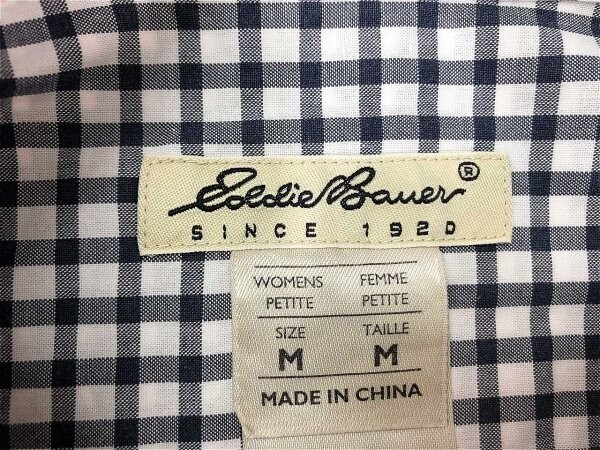 Eddie Bauer®
SINCE 1920
WOMENS FEMME
PETITE PETITE
SIZE TAILLE
M M
MADE IN CHINA